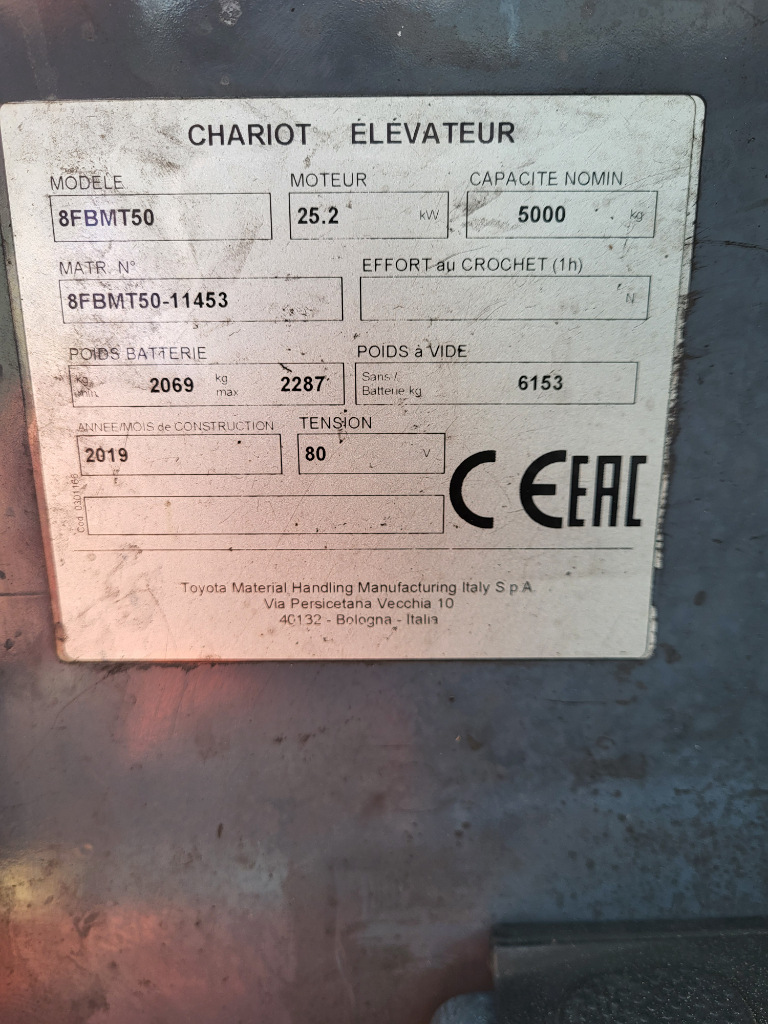 CHARIOT ÉLÉVATEUR
MODELE MOTEUR CAPACITE NOMIN.
8FBMT50 25.2 kW 5000 kg
MATR. N° EFFORT au CROCHET (1h)
8FBMT50-11453 N
POIDS BATTERIE POIDS à VIDE
kg min 2069 kg max 2287 Sans / Batterie kg 6153
ANNEE/MOIS de CONSTRUCTION TENSION
2019 80 V
CE EAC
Cod. 0301166
Toyota Material Handling Manufacturing Italy S.p.A.
Via Persicetana Vecchia 10
40132 - Bologna - Italia